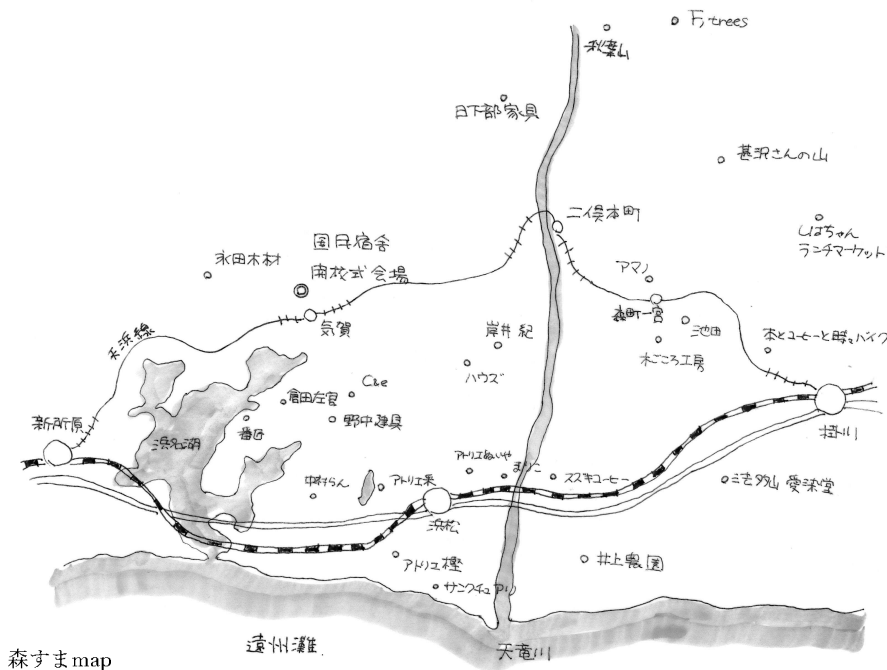 F, trees
秋葉山
日下部家具
甚沢さんの山
二俣本町
しばちゃん
ランチマーケット
国民宿舎
開校式会場
永田木材
アマノ
気賀
森町一宮
池田
木ごころ工房
本とコーヒーと時々バイク
天浜線
岸井紀
ハウズ
C&e
倉田左官
野中建具
番匠
新所原
浜名湖
掛川
アトリエぬいや
まりこ
ススキコーヒー
法多山 愛染堂
中村らん
アトリエ楽
浜松
アトリエ樫
サンクチュアリ
井上農園
遠州灘
天竜川
森すまmap